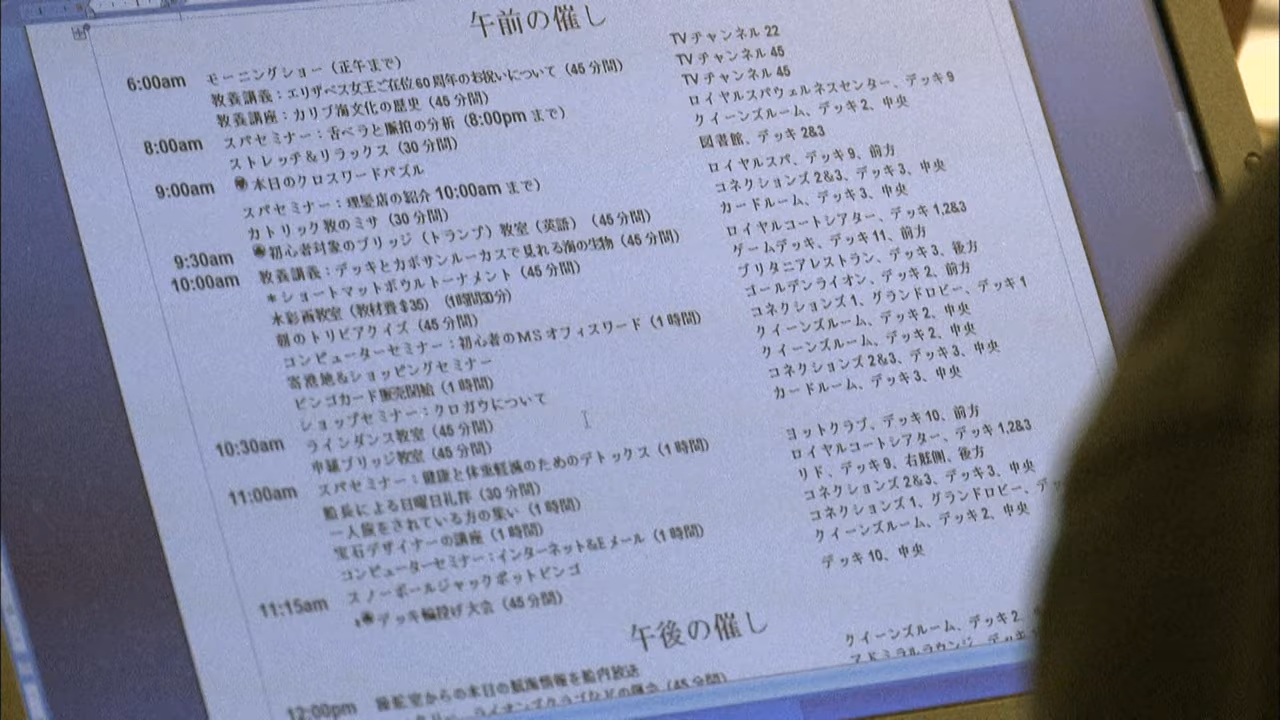 午前の催し
6:00am モーニングショー（正午まで） TVチャンネル 22
教養講義：エリザベス女王ご在位60周年のお祝いについて（45分間） TVチャンネル 45
教養講座：カリブ海文化の歴史（45分間） TVチャンネル 45
8:00am スパセミナー：舌ベラと脈拍の分析（8:00pm まで） ロイヤルスパウェルネスセンター、デッキ9
ストレッチ&リラックス（30分間） クイーンズルーム、デッキ2、中央
9:00am 本日のクロスワードパズル 図書館、デッキ 2&3
スパセミナー：理髪店の紹介 10:00am まで） ロイヤルスパ、デッキ9、前方
カトリック教のミサ（30分間） コネクションズ 2&3、デッキ3、中央
9:30am 初心者対象のブリッジ（トランプ）教室（英語）（45分間） カードルーム、デッキ3、中央
10:00am 教養講義：デッキとカボサンルーカスで見れる海の生物（45分間） ロイヤルコートシアター、デッキ 1,2&3
＊ショートマットボウルトーナメント（45分間） ゲームデッキ、デッキ11、前方
水彩画教室（教材費$35）（1時間30分） ブリタニアレストラン、デッキ3、後方
朝のトリビアクイズ（45分間） ゴールデンライオン、デッキ2、前方
コンピューターセミナー：初心者のMSオフィスワード（1時間） コネクションズ1、グランドロビー、デッキ1
寄港地&ショッピングセミナー クイーンズルーム、デッキ2、中央
ビンゴカード販売開始（1時間） クイーンズルーム、デッキ2、中央
ショップセミナー：クロガウについて コネクションズ 2&3、デッキ3、中央
10:30am ラインダンス教室（45分間） カードルーム、デッキ3、中央
中級ブリッジ教室（45分間）
11:00am スパセミナー：健康と体重軽減のためのデトックス（1時間） ヨットクラブ、デッキ10、前方
船長による日曜日礼拝（30分間） ロイヤルコートシアター、デッキ 1,2&3
一人旅をされている方の集い（1時間） リド、デッキ9、右舷側、後方
宝石デザイナーの講座（1時間） コネクションズ 2&3、デッキ3、中央
コンピューターセミナー：インターネット&Eメール（1時間） コネクションズ1、グランドロビー、デッ
スノーボールジャックポットビンゴ クイーンズルーム、デッキ2、中央
11:15am デッキ輪投げ大会（45分間） デッキ10、中央
午後の催し
12:00pm 操舵室からの本日の航海情報を船内放送
クイーンズルーム、デッキ2、
ライオンズクラブなどの集会（45分間） アドミラルラウンジ、デッキ